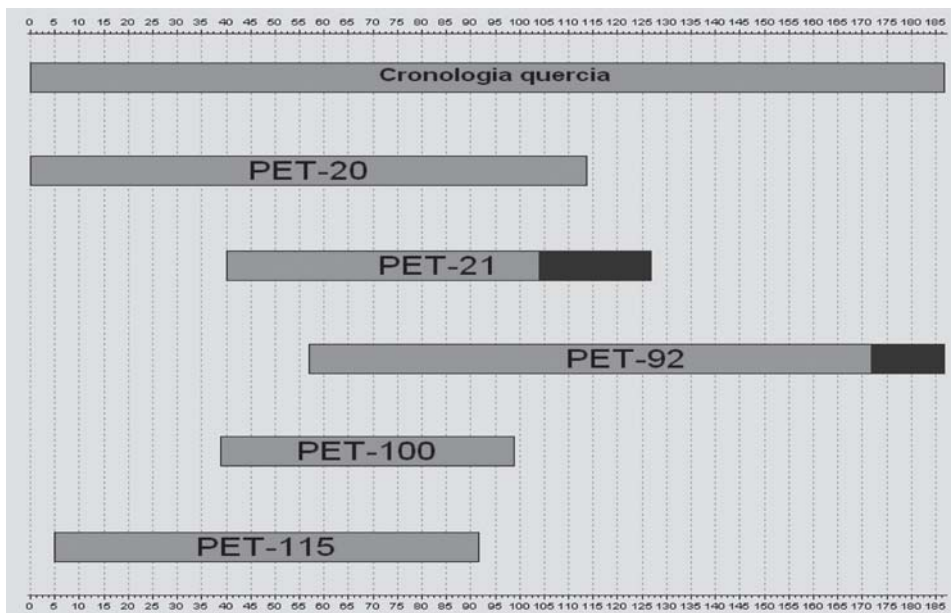 0 5 10 15 20 25 30 35 40 45 50 55 60 65 70 75 80 85 90 95 100 105 110 115 120 125 130 135 140 145 150 155 160 165 170 175 180 185
Cronologia quercia
PET-20
PET-21
PET-92
PET-100
PET-115
0 5 10 15 20 25 30 35 40 45 50 55 60 65 70 75 80 85 90 95 100 105 110 115 120 125 130 135 140 145 150 155 160 165 170 175 180 185